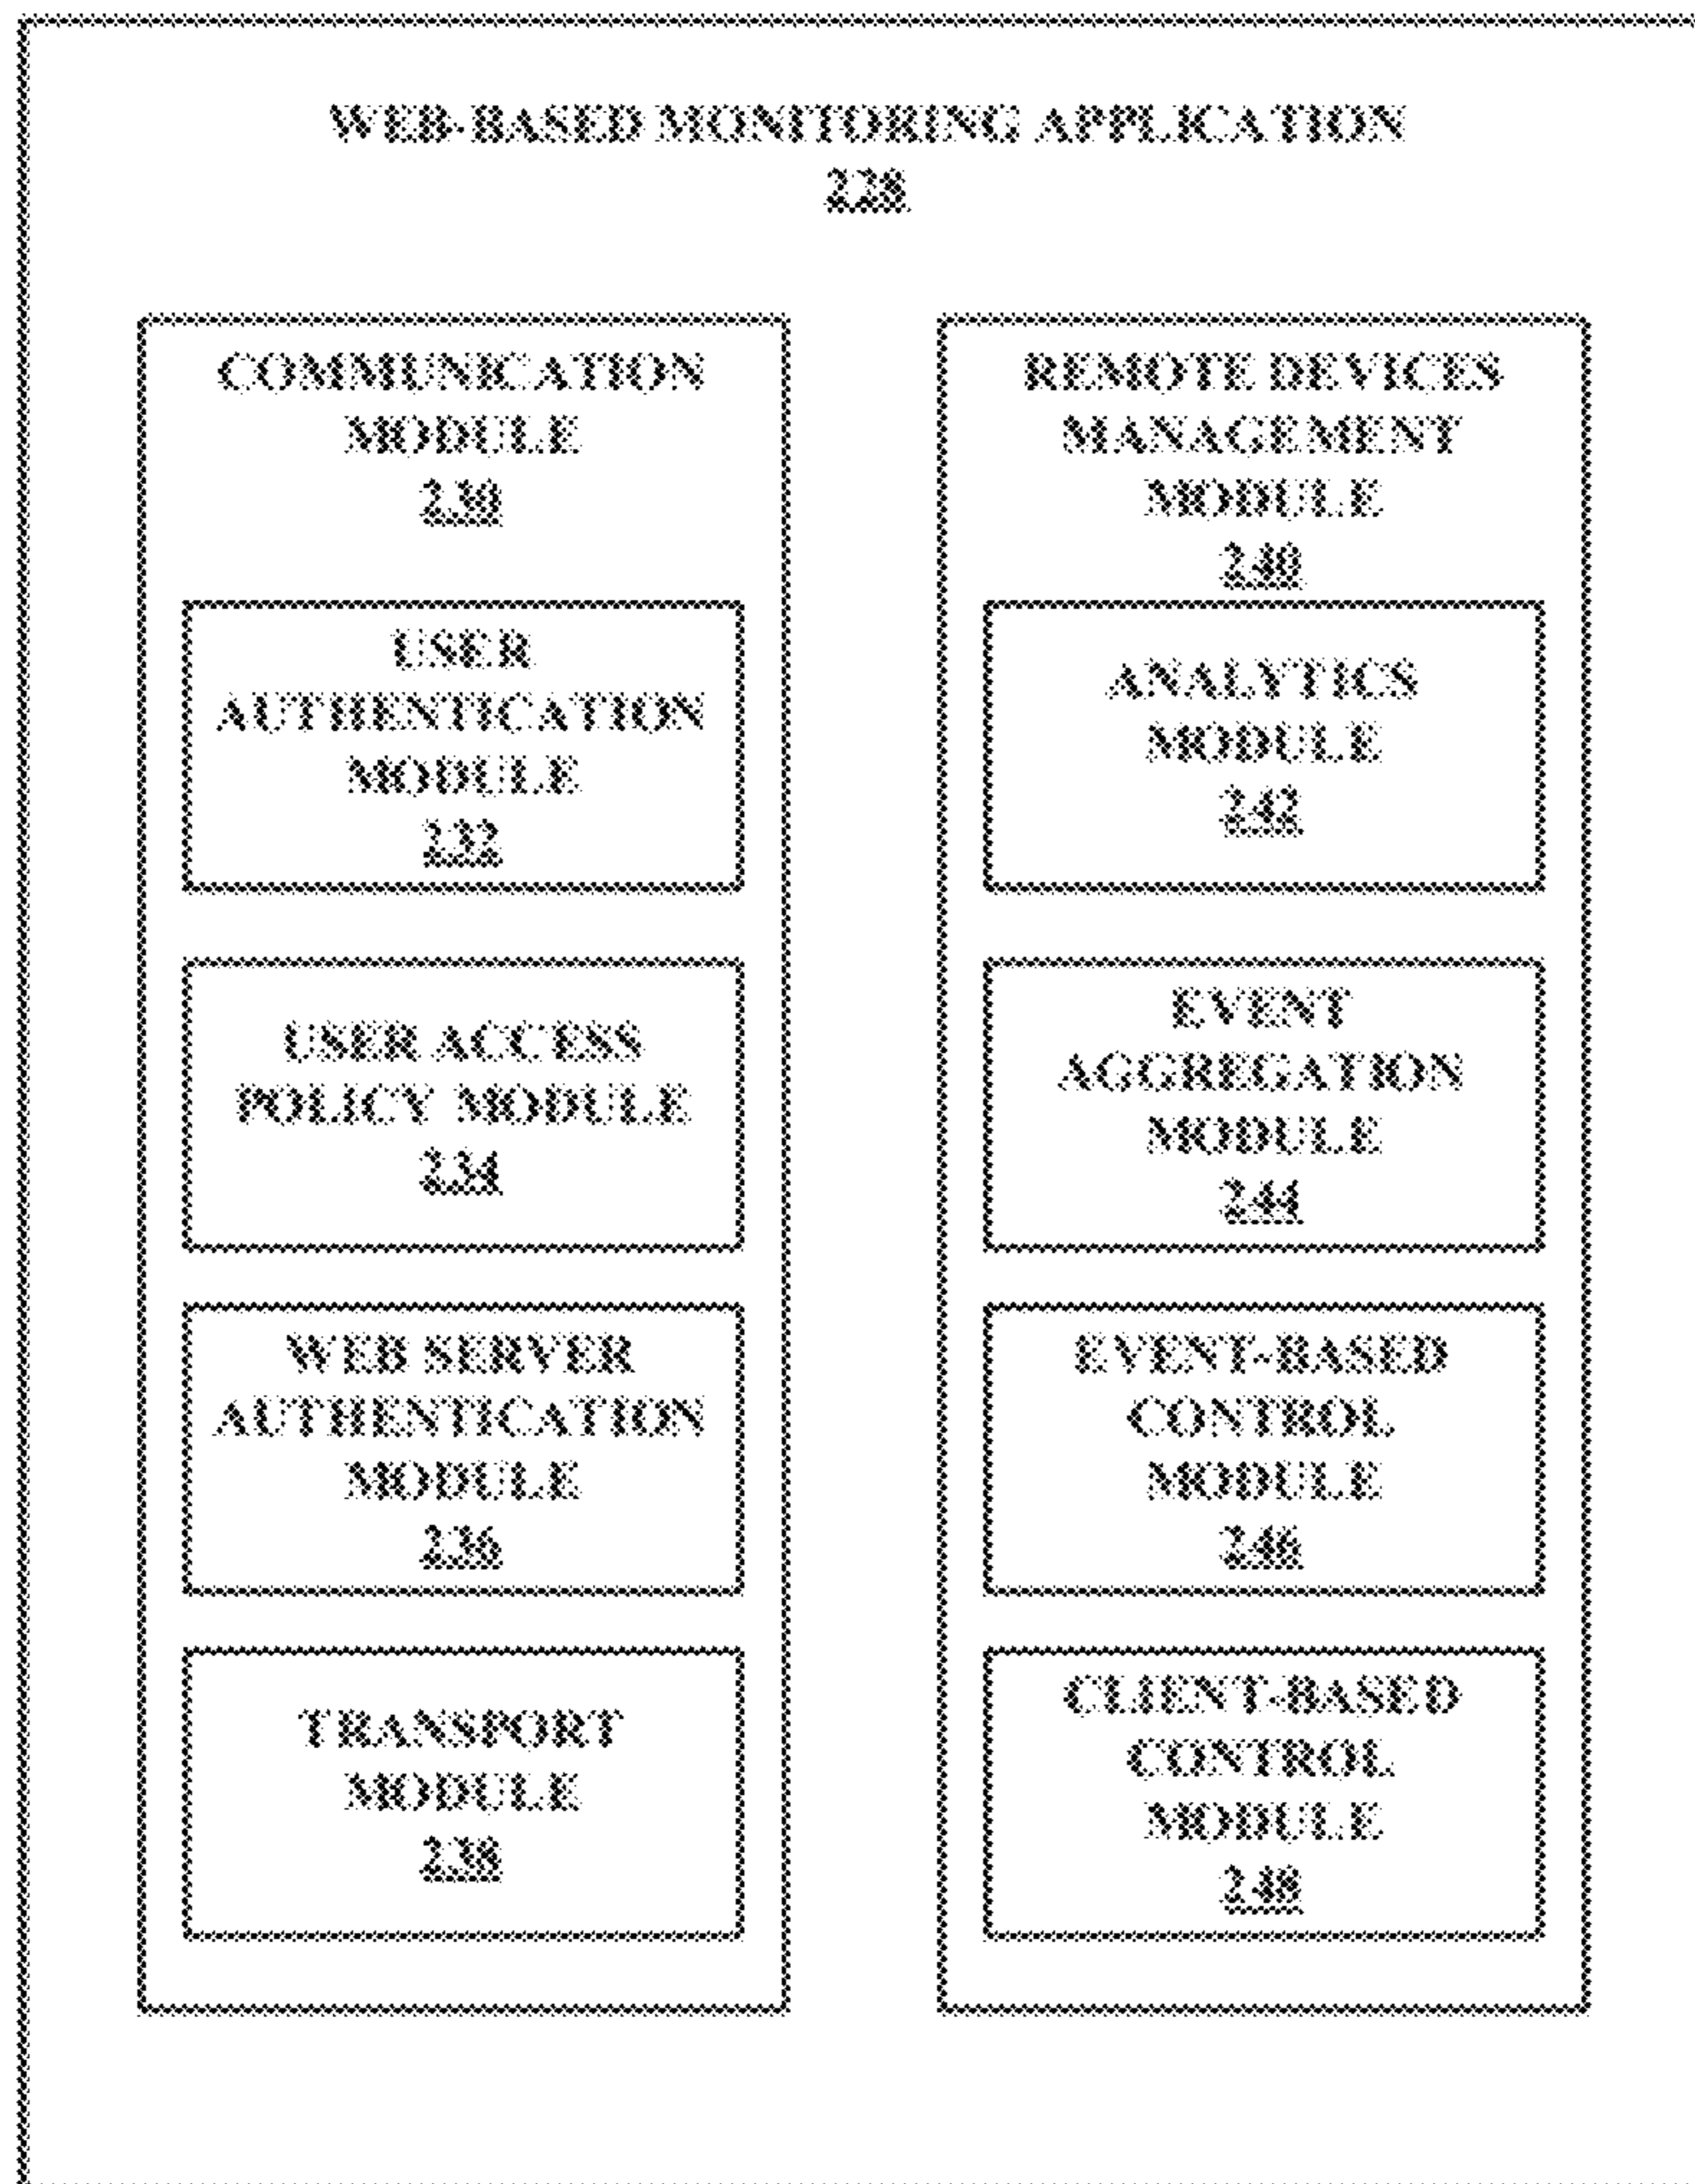 WEB-BASED MONITORING APPLICATION
228
COMMUNICATION
MODULE
230
USER
AUTHENTICATION
MODULE
232
USER ACCESS
POLICY MODULE
234
WEB SERVER
AUTHENTICATION
MODULE
236
TRANSPORT
MODULE
238
REMOTE DEVICES
MANAGEMENT
MODULE
240
ANALYTICS
MODULE
242
EVENT
AGGREGATION
MODULE
244
EVENT-BASED
CONTROL
MODULE
246
CLIENT-BASED
CONTROL
MODULE
248